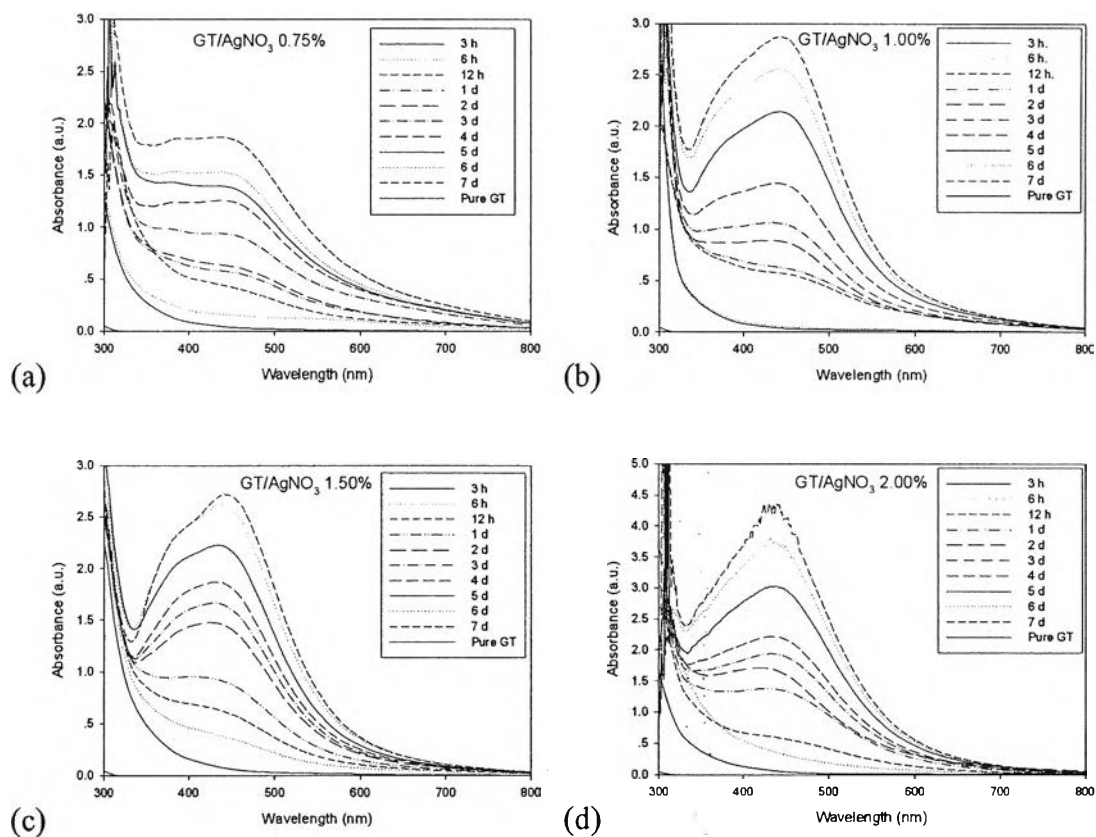 GT/AgNO3 0.75%
3 h
6 h
12 h
1 d
2 d
3 d
4 d
5 d
6 d
7 d
Pure GT
Absorbance (a.u.)
3.0
2.5
2.0
1.5
1.0
.5
0.0
300 400 500 600 700 800
Wavelength (nm)
(a)
GT/AgNO3 1.00%
3 h.
6 h.
12 h.
1 d
2 d
3 d
4 d
5 d
6 d
7 d
Pure GT
Absorbance (a.u.)
3.0
2.5
2.0
1.5
1.0
.5
0.0
300 400 500 600 700 800
Wavelength (nm)
(b)
GT/AgNO3 1.50%
3 h
6 h
12 h
1 d
2 d
3 d
4 d
5 d
6 d
7 d
Pure GT
Absorbance (a.u.)
3.0
2.5
2.0
1.5
1.0
.5
0.0
300 400 500 600 700 800
Wavelength (nm)
(c)
GT/AgNO3 2.00%
3 h
6 h
12 h
1 d
2 d
3 d
4 d
5 d
6 d
7 d
Pure GT
Absorbance (a.u.)
5.0
4.5
4.0
3.5
3.0
2.5
2.0
1.5
1.0
.5
0.0
300 400 500 600 700 800
Wavelength (nm)
(d)